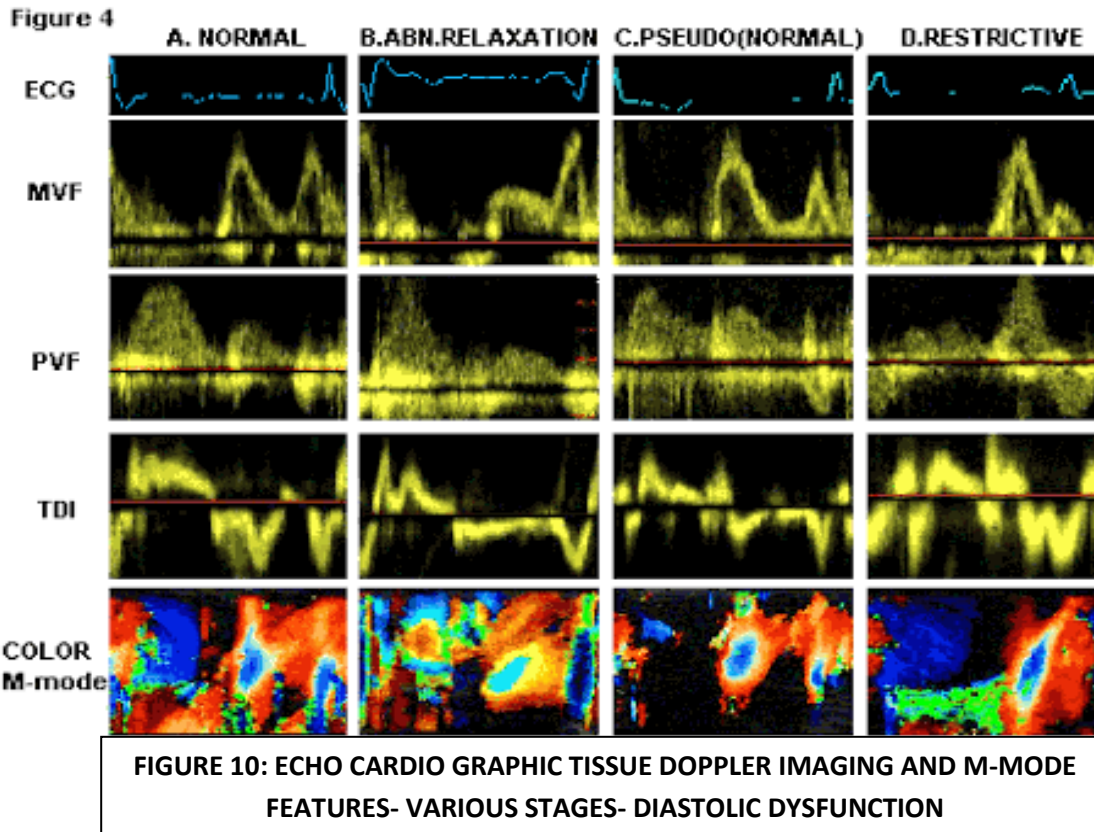 Figure 4
A. NORMAL B.ABN.RELAXATION C.PSEUDO(NORMAL) D.RESTRICTIVE
ECG
MVF
PVF
TDI
COLOR
M-mode
FIGURE 10: ECHO CARDIO GRAPHIC TISSUE DOPPLER IMAGING AND M-MODE
FEATURES- VARIOUS STAGES- DIASTOLIC DYSFUNCTION